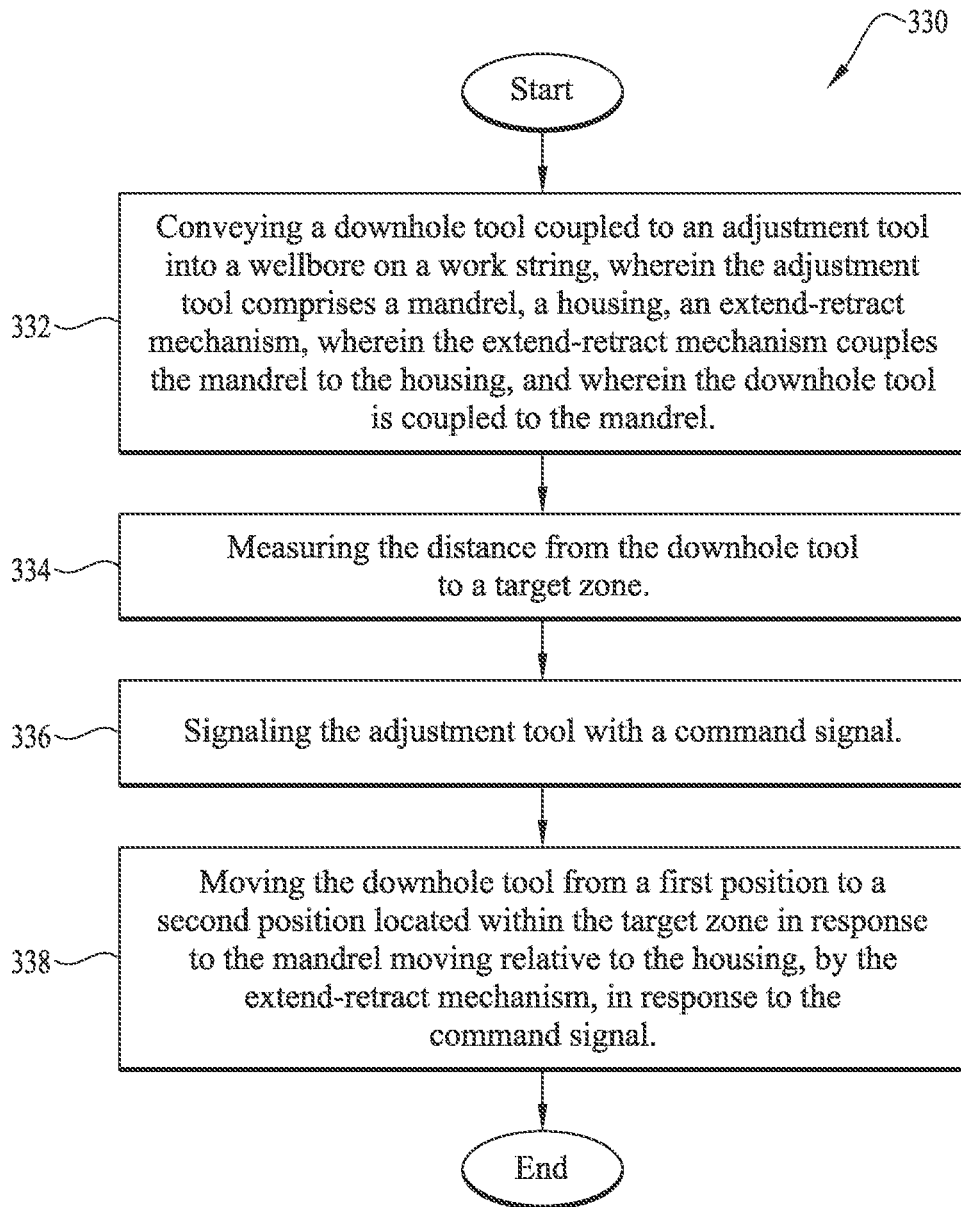 330
Start
332
Conveying a downhole tool coupled to an adjustment tool
into a wellbore on a work string, wherein the adjustment
tool comprises a mandrel, a housing, an extend-retract
mechanism, wherein the extend-retract mechanism couples
the mandrel to the housing, and wherein the downhole tool
is coupled to the mandrel.
334
Measuring the distance from the downhole tool
to a target zone.
336
Signaling the adjustment tool with a command signal.
338
Moving the downhole tool from a first position to a
second position located within the target zone in response
to the mandrel moving relative to the housing, by the
extend-retract mechanism, in response to the
command signal.
End